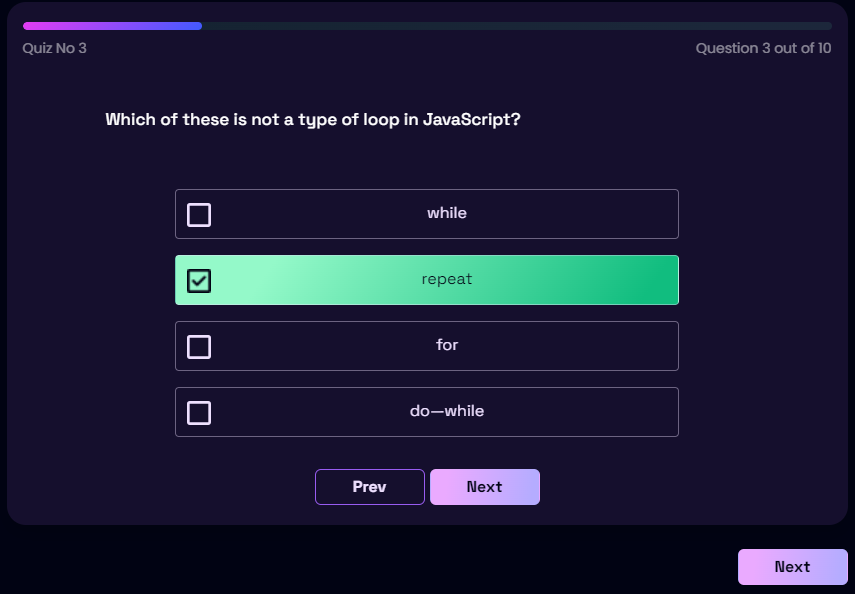 Quiz No 3
Question 3 out of 10
Which of these is not a type of loop in JavaScript?
while
repeat
for
do—while
Prev
Next
Next